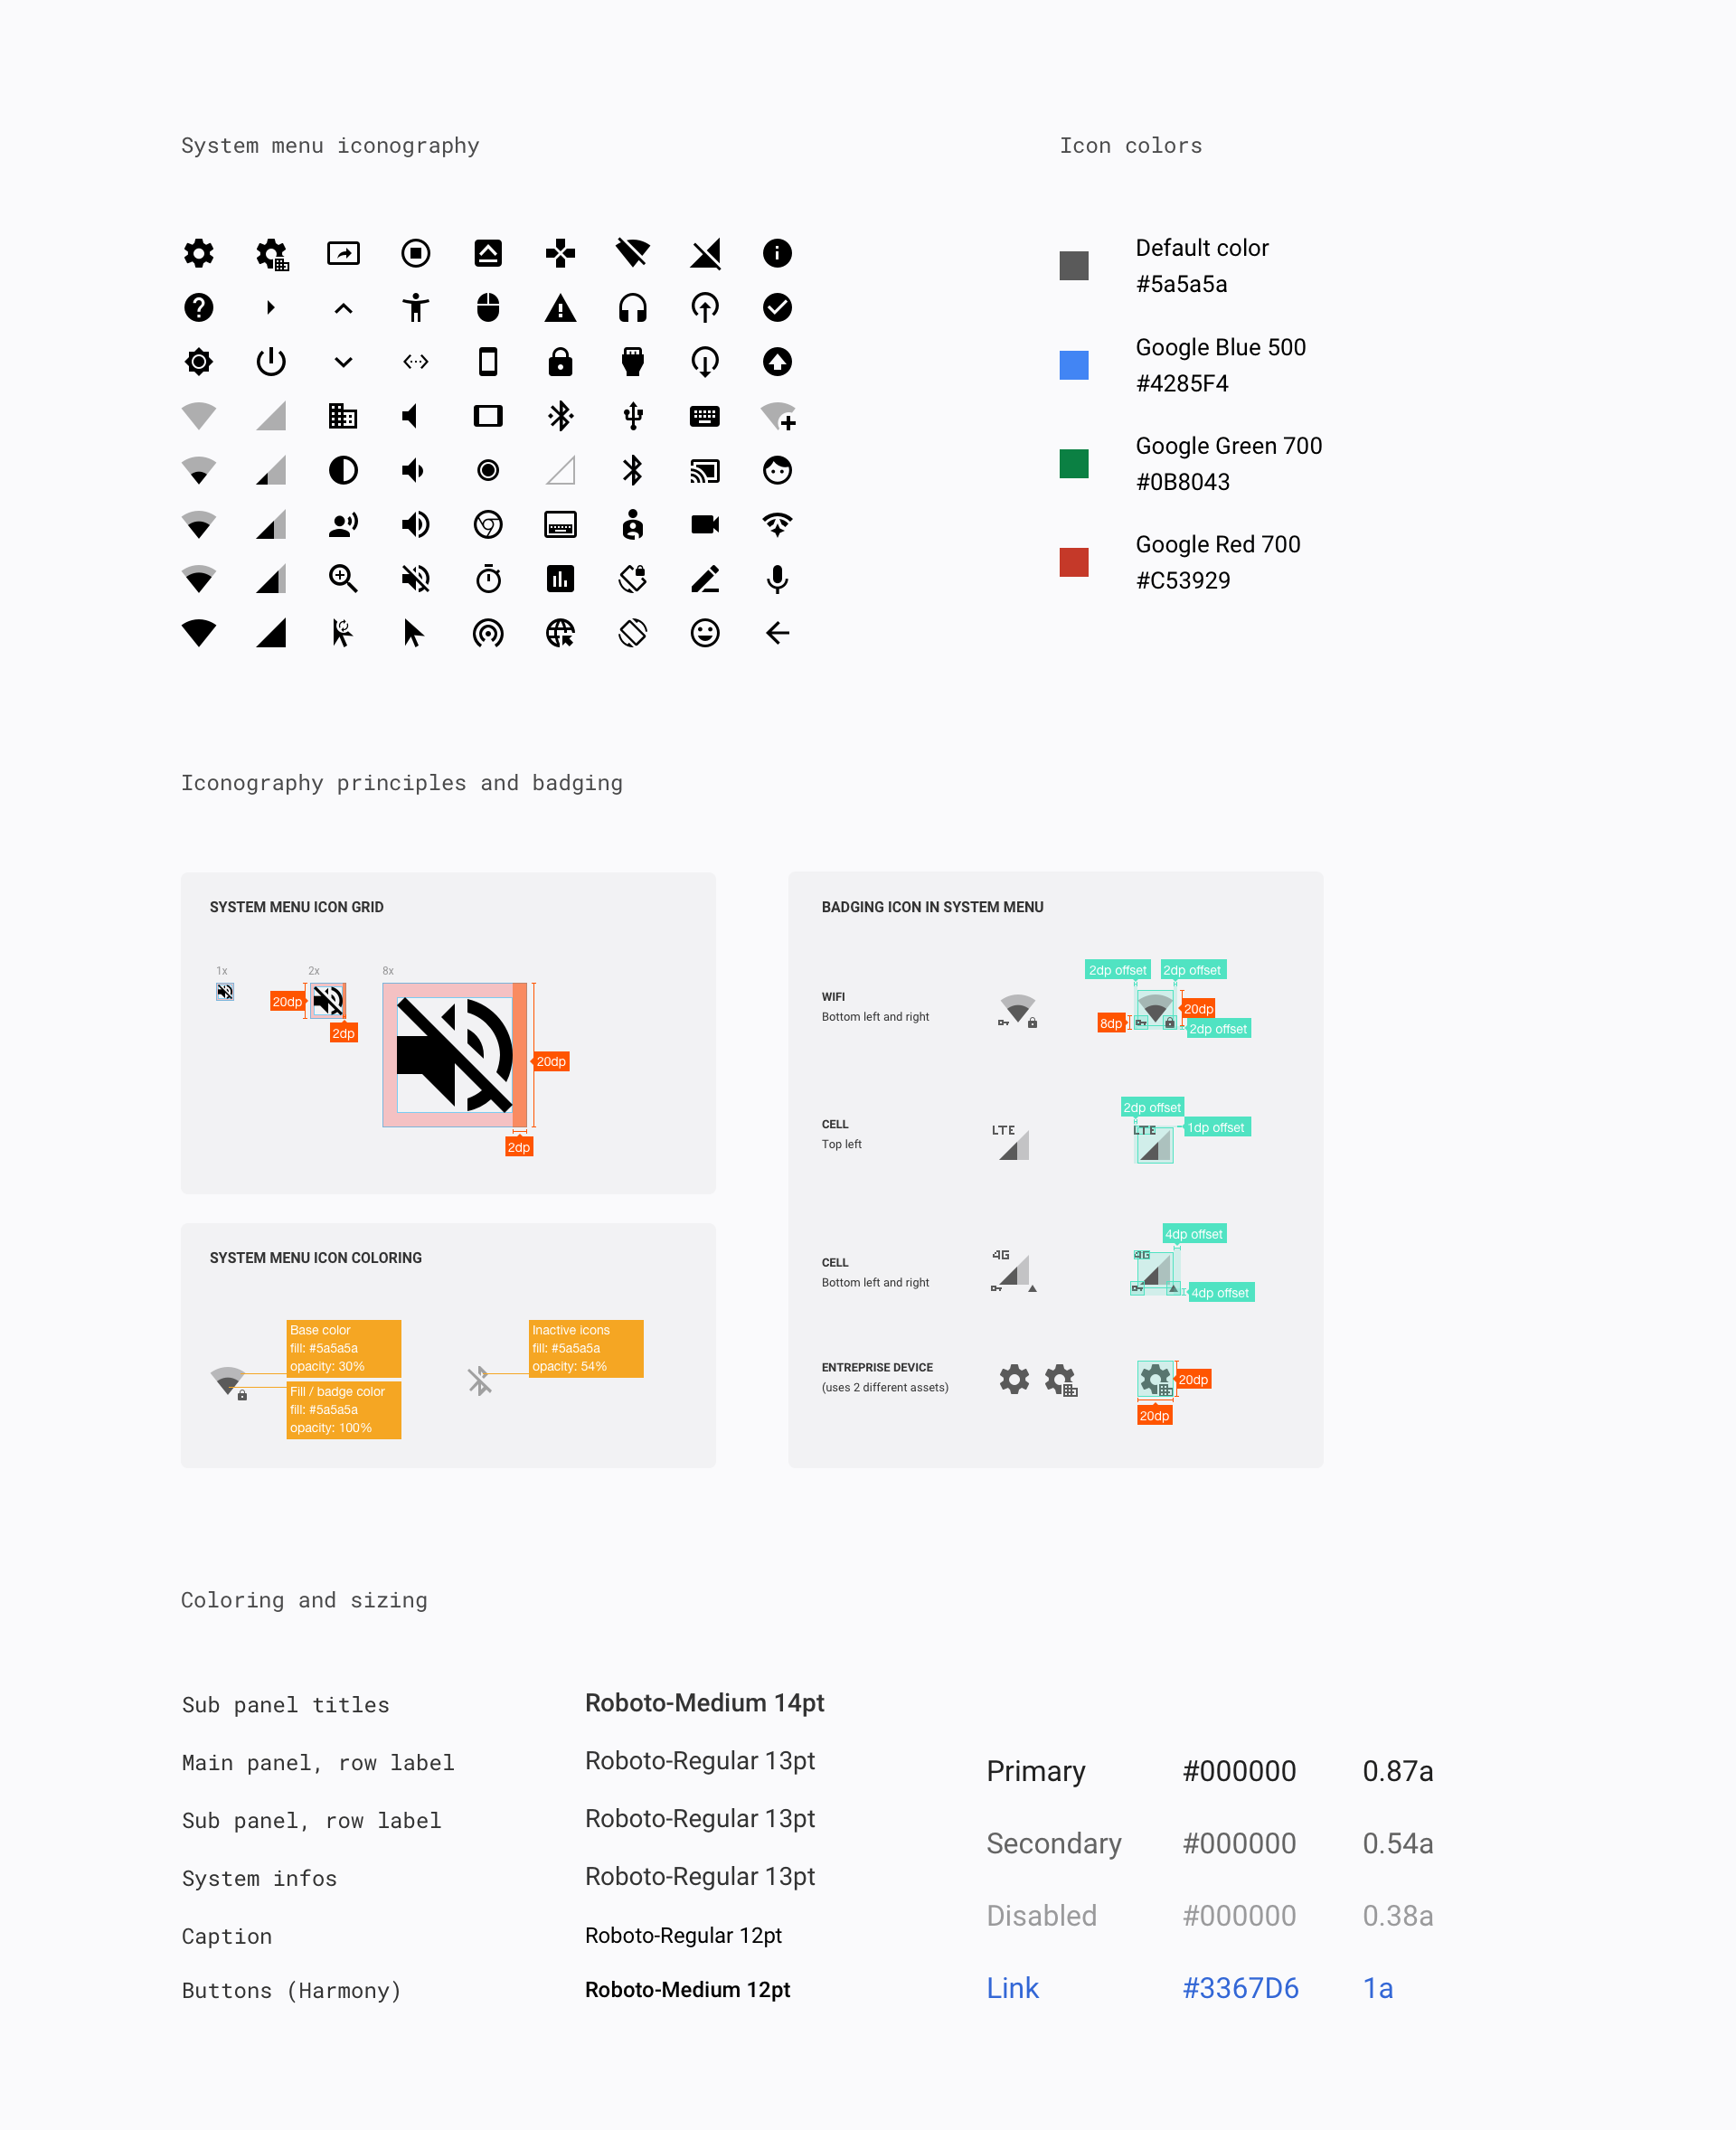 System menu iconography
Icon colors
Default color
#5a5a5a
Google Blue 500
#4285F4
Google Green 700
#0B8043
Google Red 700
#C53929
Iconography principles and badging
SYSTEM MENU ICON GRID
1x
2x
8x
20dp
2dp
20dp
2dp
SYSTEM MENU ICON COLORING
Base color
fill: #5a5a5a
opacity: 30%
Fill / badge color
fill: #5a5a5a
opacity: 100%
Inactive icons
fill: #5a5a5a
opacity: 54%
BADGING ICON IN SYSTEM MENU
2dp offset
2dp offset
WIFI
Bottom left and right
20dp
8dp
2dp offset
2dp offset
CELL
Top left
LTE
LTE
1dp offset
4dp offset
CELL
Bottom left and right
4G
4G
4dp offset
ENTREPRISE DEVICE
(uses 2 different assets)
20dp
20dp
Coloring and sizing
Sub panel titles
Roboto-Medium 14pt
Main panel, row label
Roboto-Regular 13pt
Sub panel, row label
Roboto-Regular 13pt
System infos
Roboto-Regular 13pt
Caption
Roboto-Regular 12pt
Buttons (Harmony)
Roboto-Medium 12pt
Primary #000000 0.87a
Secondary #000000 0.54a
Disabled #000000 0.38a
Link #3367D6 1a